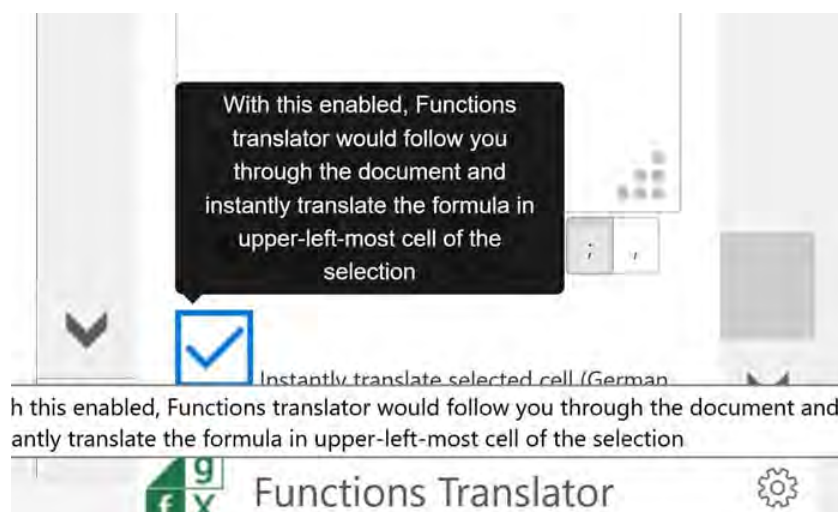 With this enabled, Functions
translator would follow you
through the document and
instantly translate the formula in
upper-left-most cell of the
selection
; ,
Instantly translate selected cell (German
h this enabled, Functions translator would follow you through the document and
antly translate the formula in upper-left-most cell of the selection
g
f X
Functions Translator